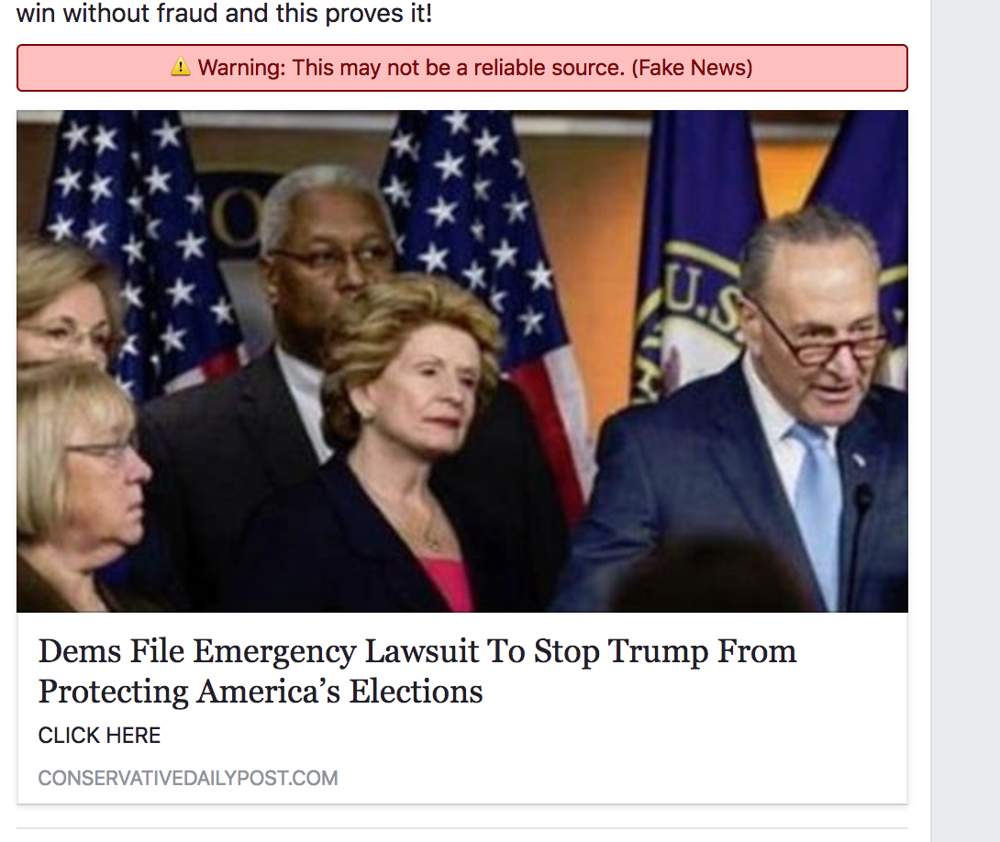 win without fraud and this proves it!
⚠ Warning: This may not be a reliable source. (Fake News)
O
U.S.
Dems File Emergency Lawsuit To Stop Trump From
Protecting America’s Elections
CLICK HERE
CONSERVATIVEDAILYPOST.COM